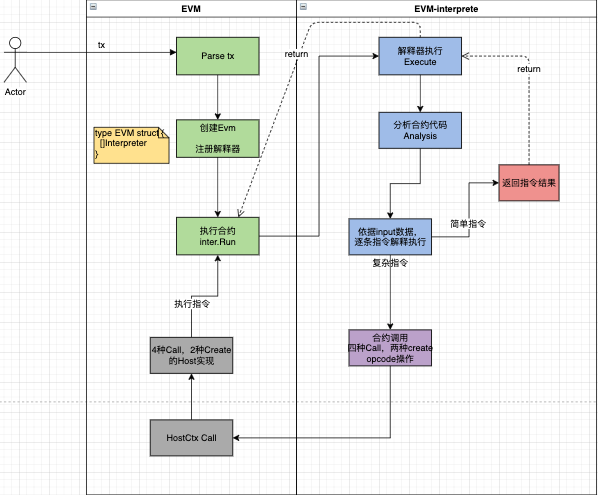 EVM
EVM-interprete
Actor
tx
Parse tx
return
解释器执行
Execute
return
创建Evm
注册解释器
type EVM struct{
[]Interpreter
}
分析合约代码
Analysis
返回指令结果
执行合约
inter.Run
依据input数据，
逐条指令解释执行
简单指令
复杂指令
执行指令
4种Call，2种Create
的Host实现
合约调用
四种Call，两种create
opcode操作
HostCtx Call